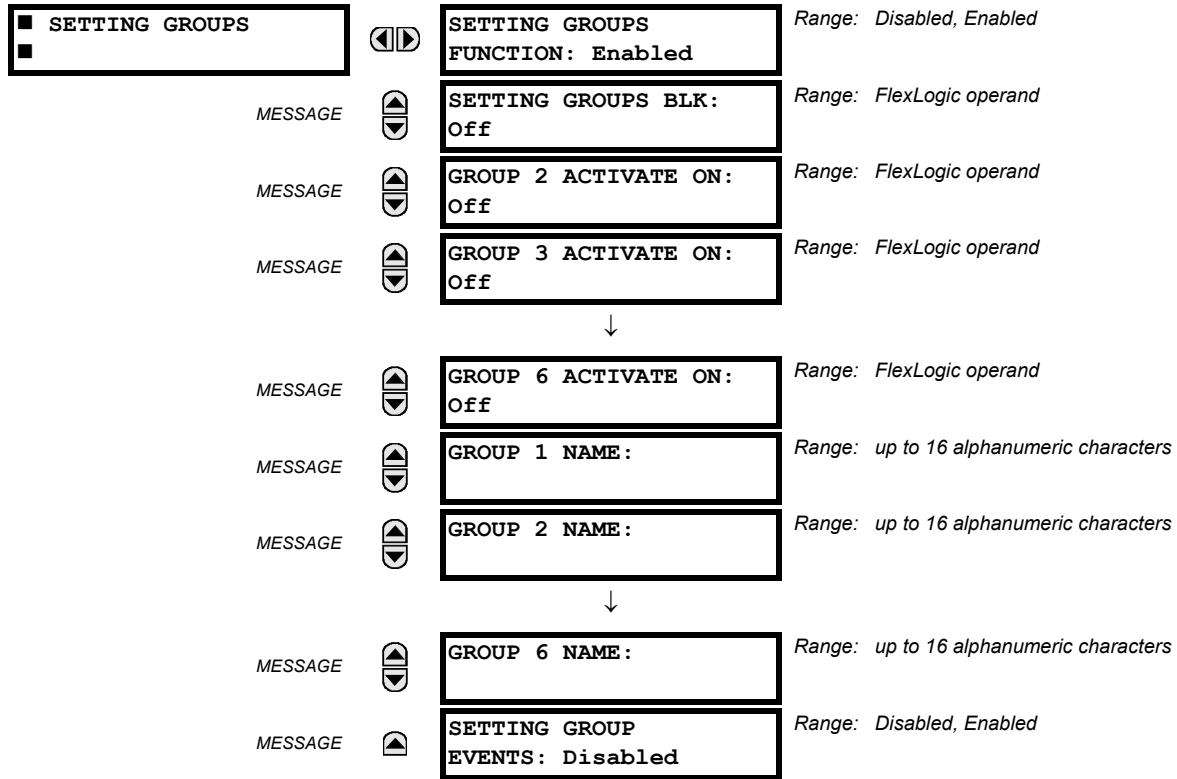 ■ SETTING GROUPS
■
SETTING GROUPS
FUNCTION: Enabled
Range: Disabled, Enabled
MESSAGE
SETTING GROUPS BLK:
Off
Range: FlexLogic operand
MESSAGE
GROUP 2 ACTIVATE ON:
Off
Range: FlexLogic operand
MESSAGE
GROUP 3 ACTIVATE ON:
Off
Range: FlexLogic operand
↓
MESSAGE
GROUP 6 ACTIVATE ON:
Off
Range: FlexLogic operand
MESSAGE
GROUP 1 NAME:
Range: up to 16 alphanumeric characters
MESSAGE
GROUP 2 NAME:
Range: up to 16 alphanumeric characters
↓
MESSAGE
GROUP 6 NAME:
Range: up to 16 alphanumeric characters
MESSAGE
SETTING GROUP
EVENTS: Disabled
Range: Disabled, Enabled